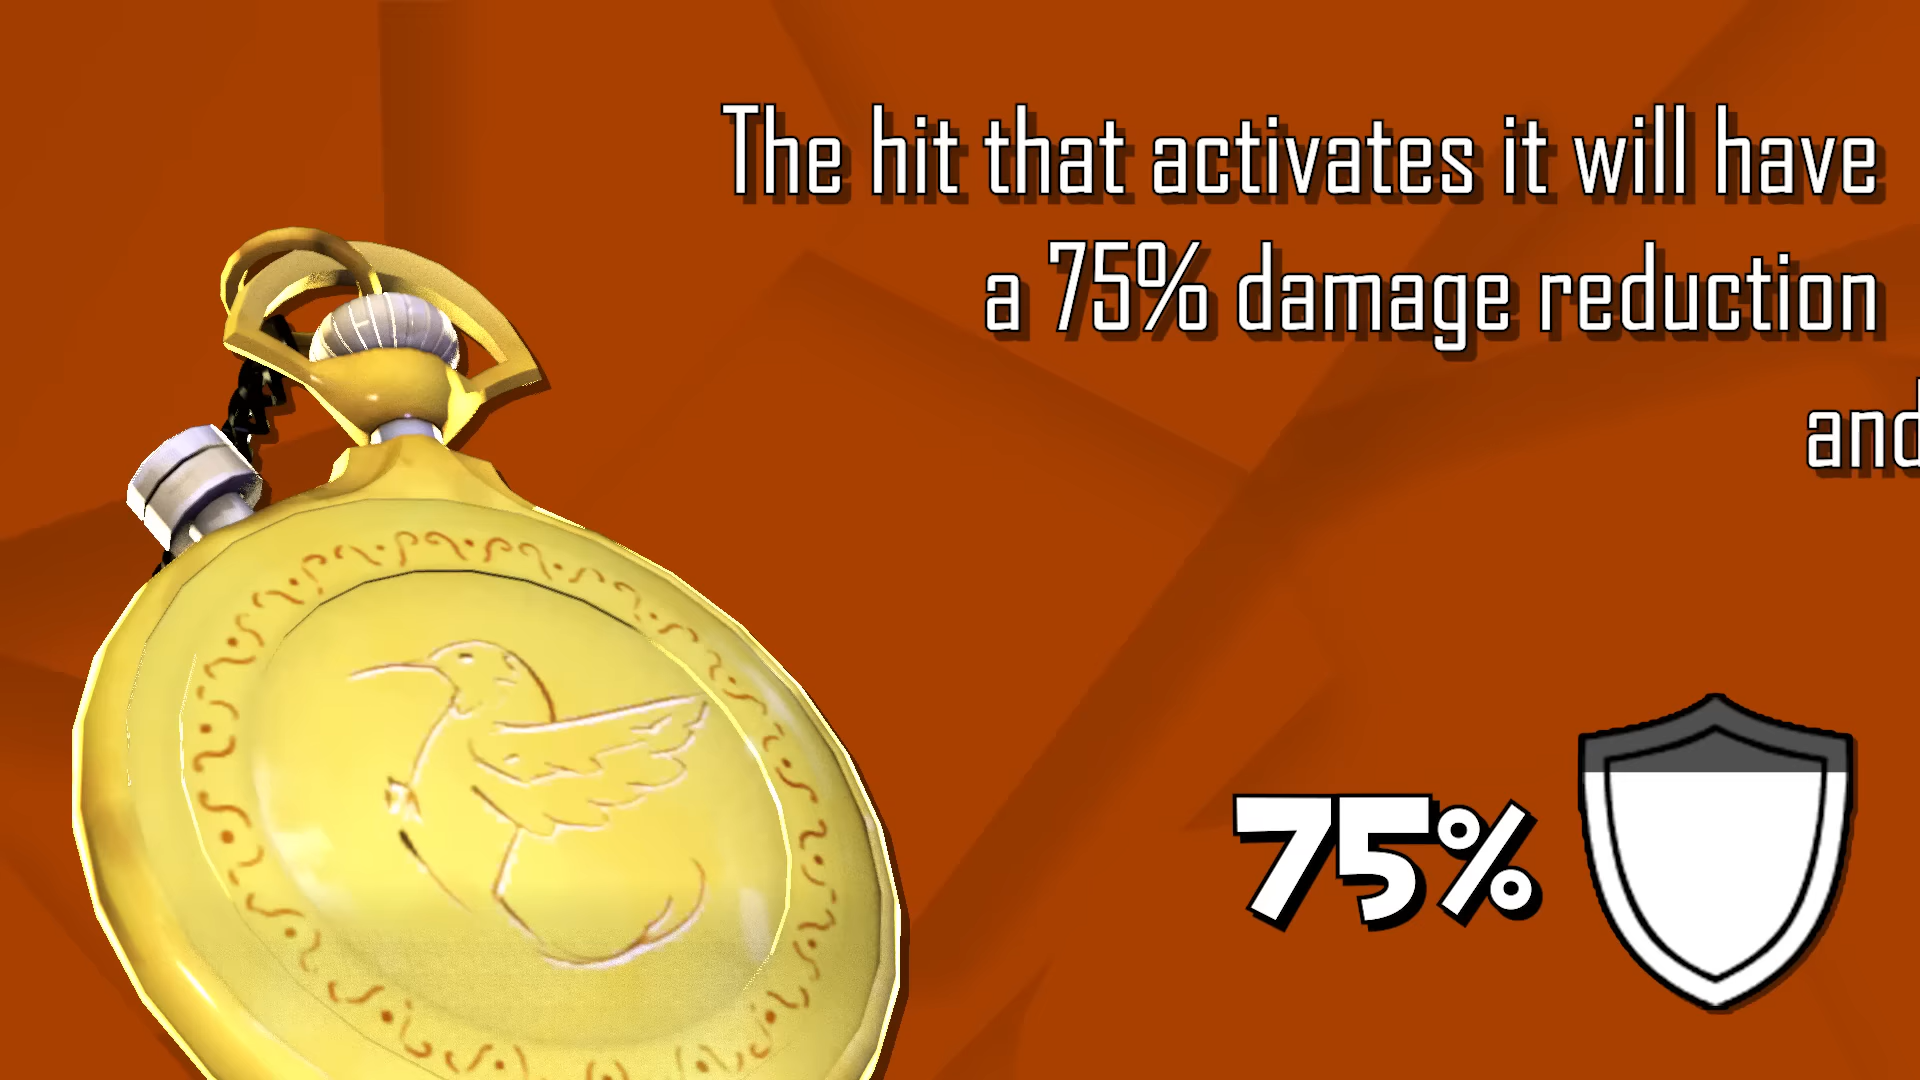 The hit that activates it will have
a 75% damage reduction
and
75%